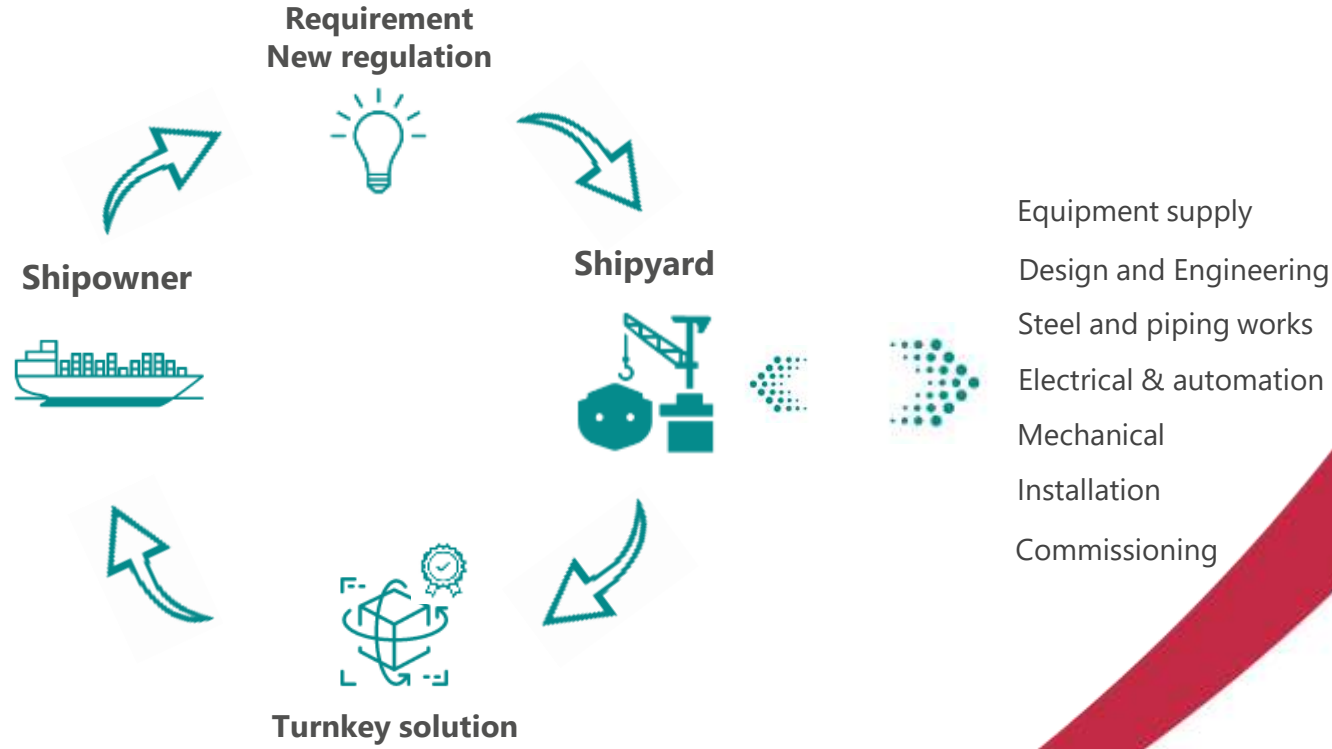 Requirement
New regulation
Shipowner
Shipyard
Turnkey solution
Equipment supply
Design and Engineering
Steel and piping works
Electrical & automation
Mechanical
Installation
Commissioning